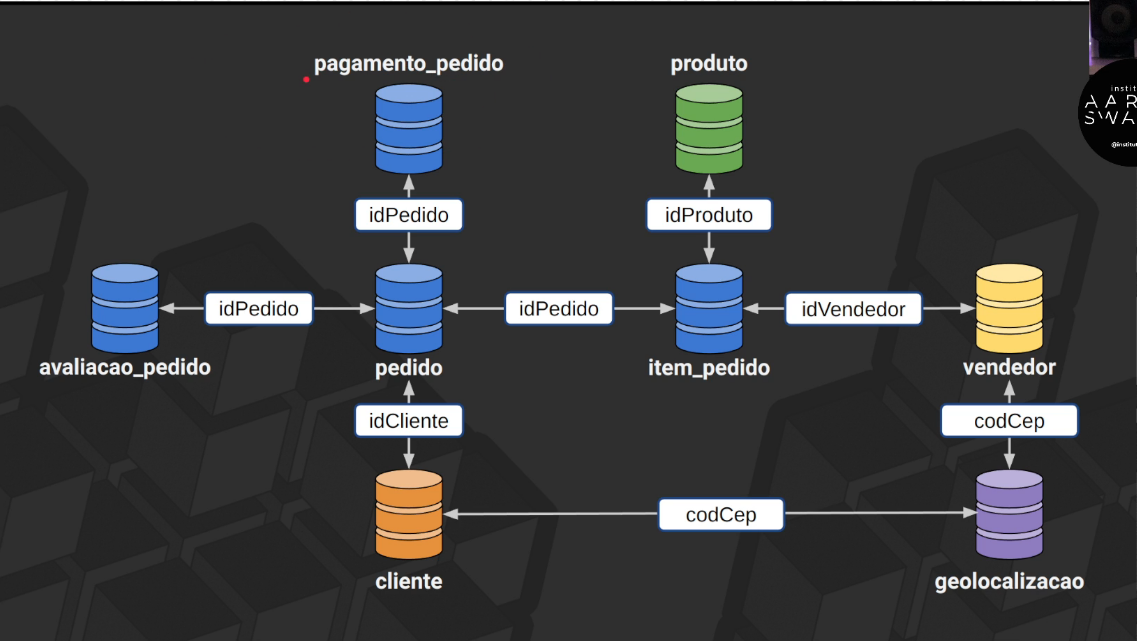 pagamento_pedido
produto
instit
AAR
SWA
@institut
idPedido
idProduto
idPedido
idPedido
idVendedor
avaliacao_pedido
pedido
item_pedido
vendedor
idCliente
codCep
codCep
cliente
geolocalizacao